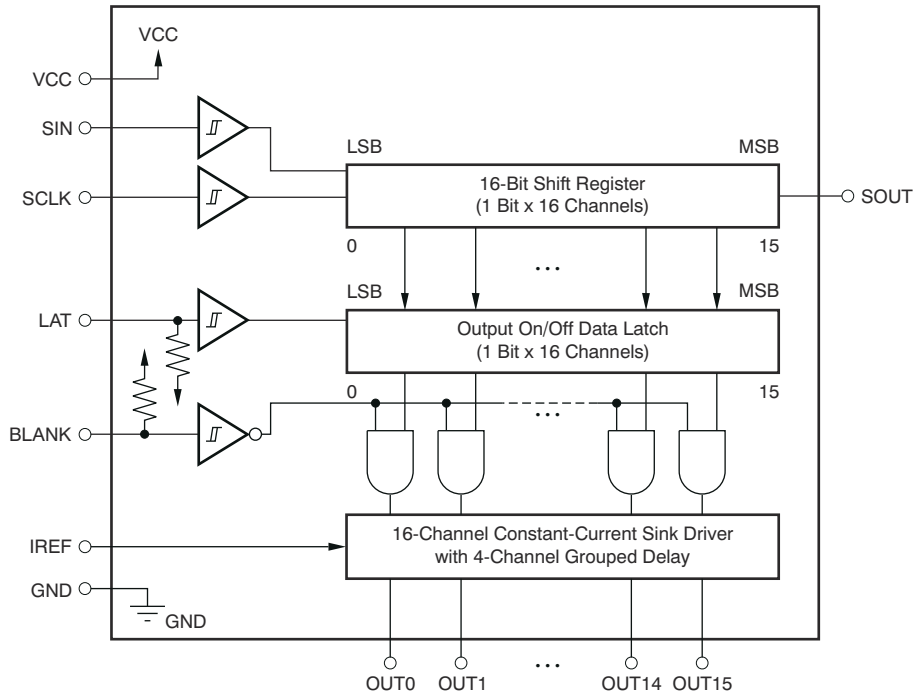 VCC
VCC
SIN
LSB
MSB
16-Bit Shift Register
(1 Bit x 16 Channels)
SCLK
SOUT
0
15
...
LSB
MSB
LAT
Output On/Off Data Latch
(1 Bit x 16 Channels)
0
15
...
BLANK
16-Channel Constant-Current Sink Driver
with 4-Channel Grouped Delay
IREF
GND
GND
...
OUT0 OUT1 OUT14 OUT15